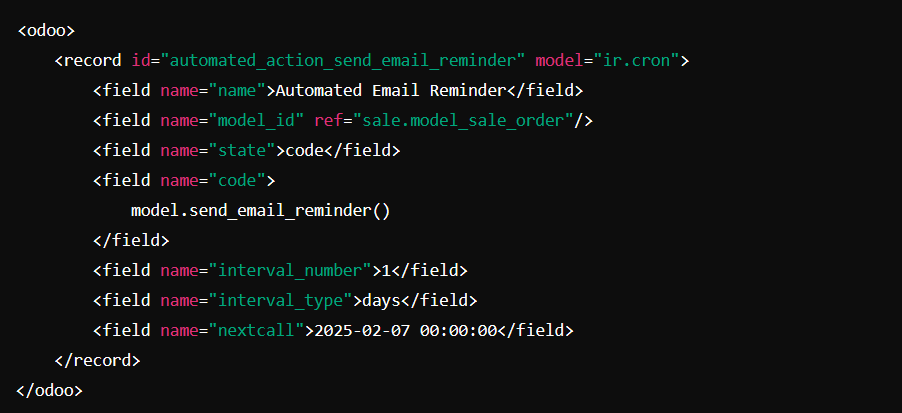 <odoo>
    <record id="automated_action_send_email_reminder" model="ir.cron">
        <field name="name">Automated Email Reminder</field>
        <field name="model_id" ref="sale.model_sale_order"/>
        <field name="state">code</field>
        <field name="code">
            model.send_email_reminder()
        </field>
        <field name="interval_number">1</field>
        <field name="interval_type">days</field>
        <field name="nextcall">2025-02-07 00:00:00</field>
    </record>
</odoo>